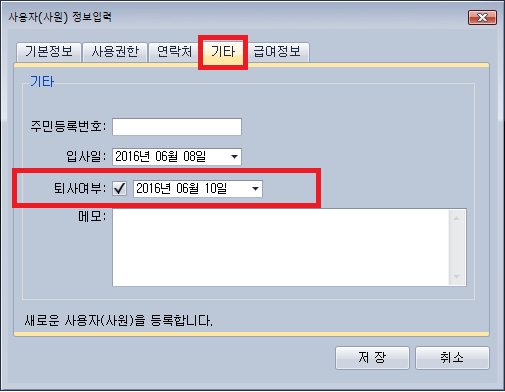 사용자(사원) 정보입력
기본정보 사용권한 연락처 기타 급여정보
기타
주민등록번호:
입사일: 2016년 06월 08일
퇴사여부: 2016년 06월 10일
메모:
새로운 사용자(사원)을 등록합니다.
저 장 취소